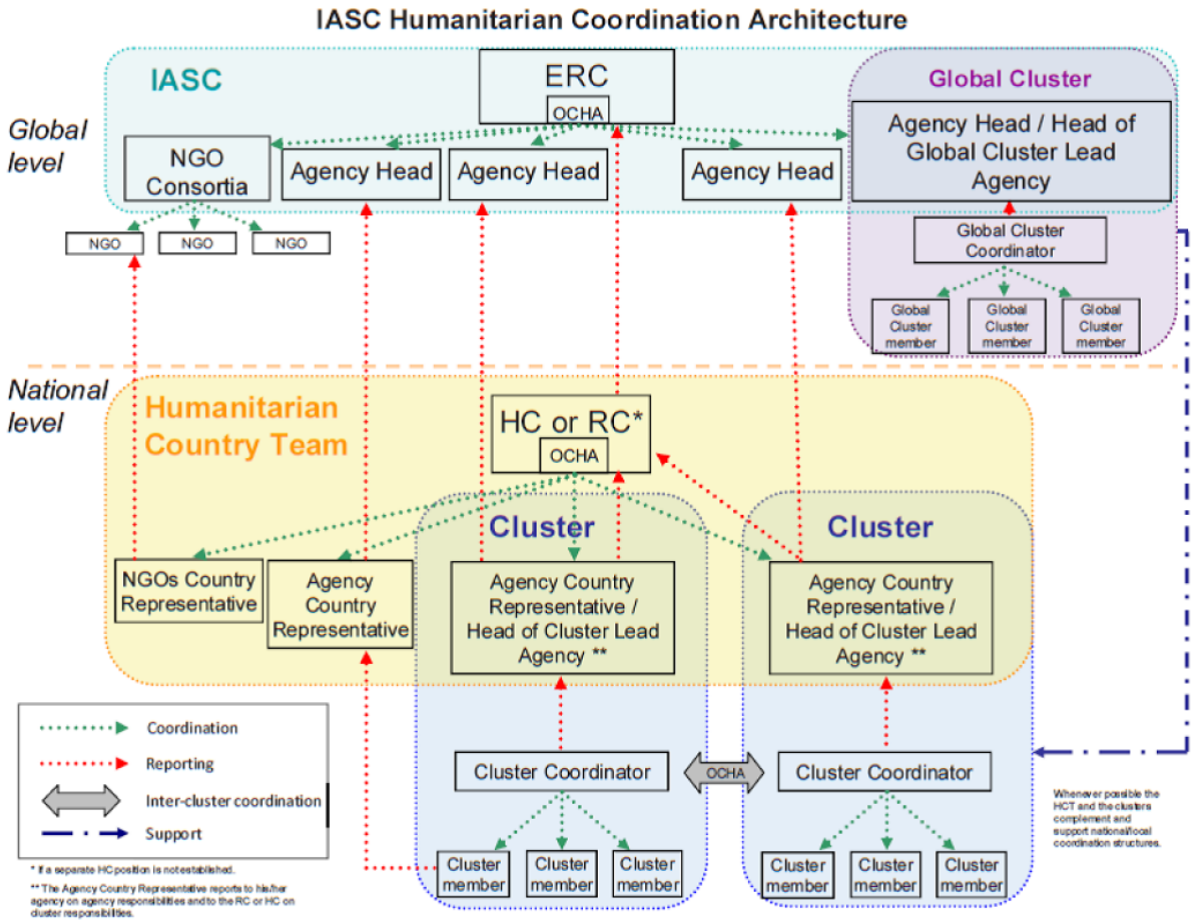 IASC Humanitarian Coordination Architecture
Global
level
IASC
ERC
OCHA
Global Cluster
NGO
Consortia
Agency Head
Agency Head
Agency Head
Agency Head / Head of
Global Cluster Lead
Agency
NGO
NGO
NGO
Global Cluster
Coordinator
Global
Cluster
member
Global
Cluster
member
Global
Cluster
member
National
level
Humanitarian
Country Team
HC or RC*
OCHA
Cluster
Cluster
NGOs Country
Representative
Agency
Country
Representative
Agency Country
Representative /
Head of Cluster Lead
Agency **
Agency Country
Representative /
Head of Cluster Lead
Agency **
Coordination
Reporting
Inter-cluster coordination
Support
Cluster Coordinator
OCHA
Cluster Coordinator
Cluster
member
Cluster
member
Cluster
member
Cluster
member
Cluster
member
Cluster
member
Whenever possible the
HCT and the clusters
complement and
support national/local
coordination structures.
* If a separate HC position is not established.
** The Agency Country Representative reports to his/her
agency on agency responsibilities and to the RC or HC on
cluster responsibilities.